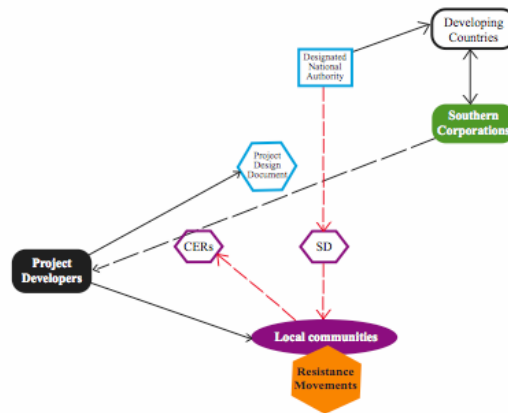 Developing
Countries
Designated
National
Authority
Southern
Corporations
Project
Design
Document
CERs
SD
Project
Developers
Local communities
Resistance
Movements